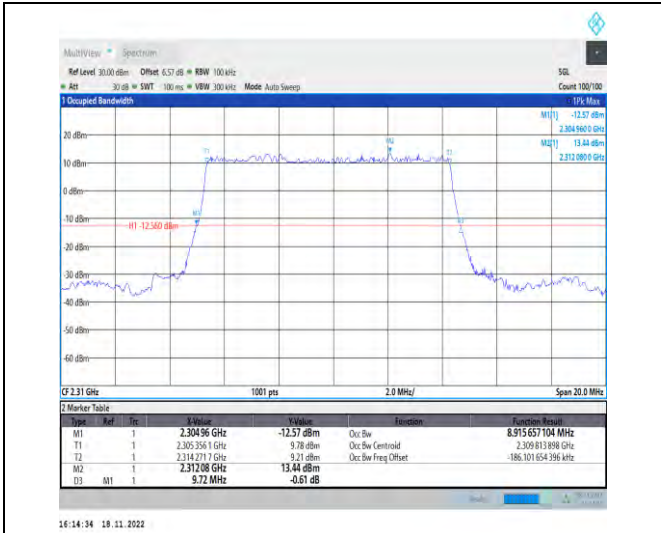 MultiView Spectrum
Ref Level 30.00 dBm Offset 6.57 dB RBW 100 kHz SGL
Att 30 dB SWT 100 ms VBW 300 kHz Mode Auto Sweep Count 100/100
1 Occupied Bandwidth 1Pk Max
M1[1] -12.57 dBm
2.304 960 0 GHz
M2[1] 13.44 dBm
2.312 080 0 GHz
20 dBm
M2
T1
10 dBm
0 dBm
-10 dBm
M1
H1 -12.560 dBm
-20 dBm
-30 dBm
-40 dBm
-50 dBm
-60 dBm
CF 2.31 GHz 1001 pts 2.0 MHz/ Span 20.0 MHz
2 Marker Table
Type Ref Trc X-Value Y-Value Function Function Result
M1 1 2.304 96 GHz -12.57 dBm Occ Bw 8.915 657 104 MHz
T1 1 2.305 356 1 GHz 9.78 dBm Occ Bw Centroid 2.309 813 898 GHz
T2 1 2.314 271 7 GHz 9.21 dBm Occ Bw Freq Offset -186.101 654 396 kHz
M2 1 2.312 08 GHz 13.44 dBm
D3 M1 1 9.72 MHz -0.61 dB
16:14:34 18.11.2022